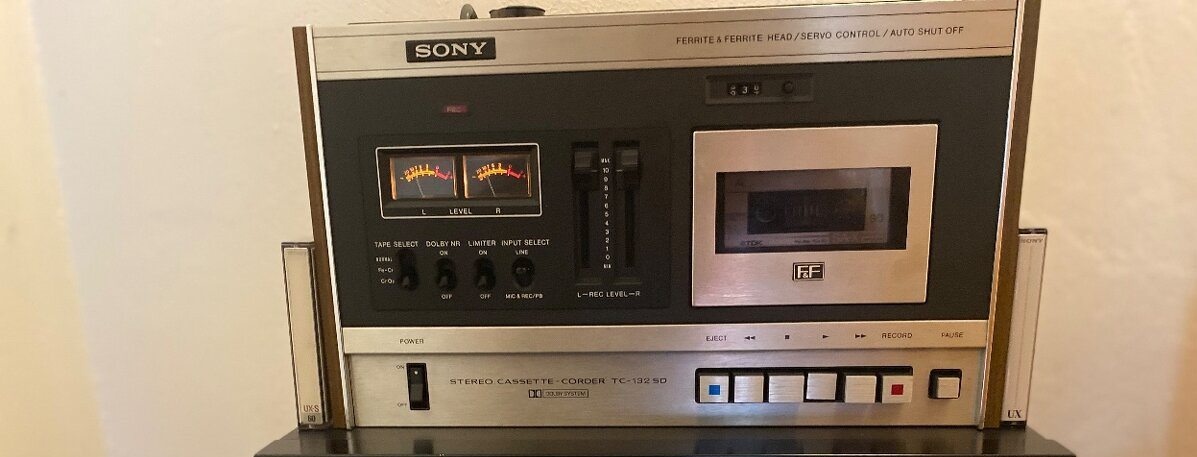 SONY
FERRITE & FERRITE HEAD/SERVO CONTROL/AUTO SHUT OFF
REC
L LEVEL R
TAPE SELECT DOLBY NR LIMITER INPUT SELECT
NORMAL ON ON LINE
Fe-Cr
CrO₂ OFF OFF MIC & REC/PB
MAX
10
9
8
7
6
5
4
3
2
1
0
MIN
L—REC LEVEL—R
TDK
F&F
POWER
ON
OFF
EJECT ◄◄ ■ ► ►► RECORD PAUSE
STEREO CASSETTE-CORDER TC-132SD
DOLBY SYSTEM
UX-S
60
SONY
UX